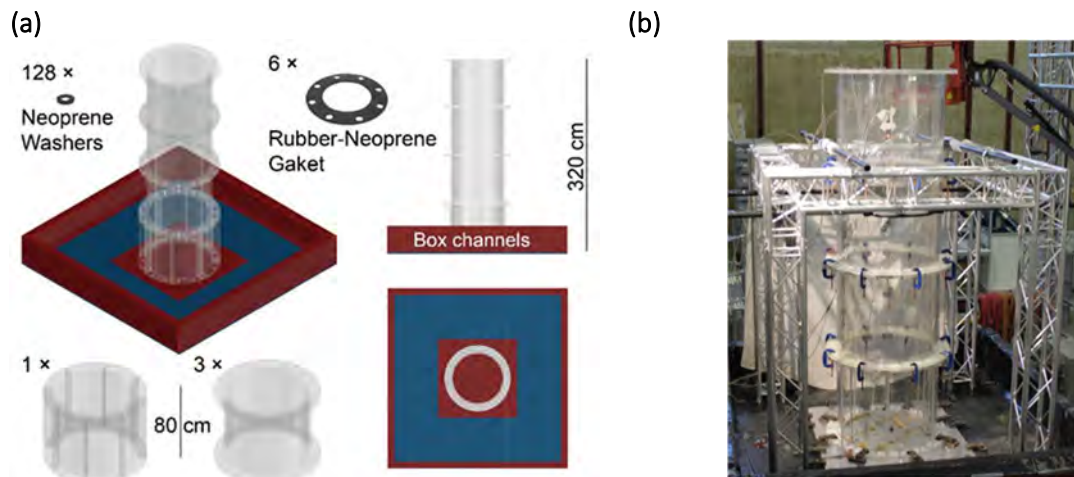 (a)
(b)
128 ×
Neoprene
Washers
6 ×
Rubber-Neoprene
Gaket
320 cm
Box channels
1 ×
3 ×
80 cm